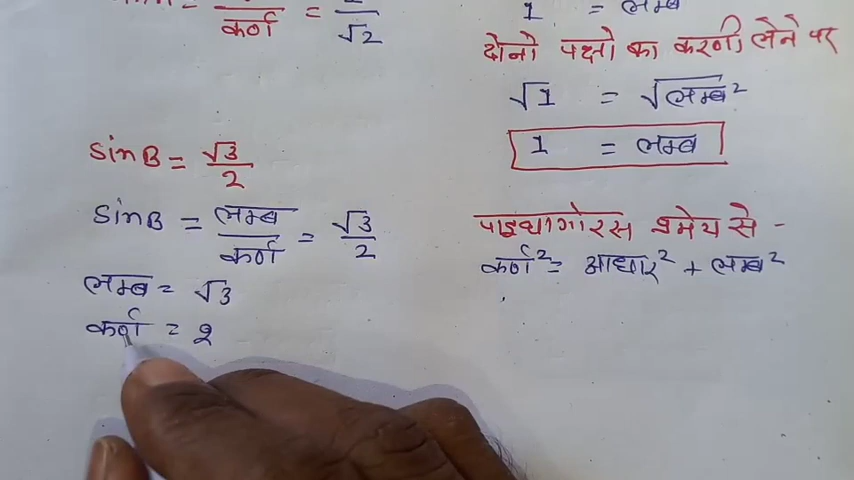 कर्ण = √2
sinB = √3/2
sinB = लम्ब/कर्ण = √3/2
लम्ब = √3
कर्ण = 2
1 = लम्ब
दोनो पक्षो का करणी लेने पर
√1 = √लम्ब²
1 = लम्ब
पाइथागोरस प्रमेय से -
कर्ण² = आधार² + लम्ब²